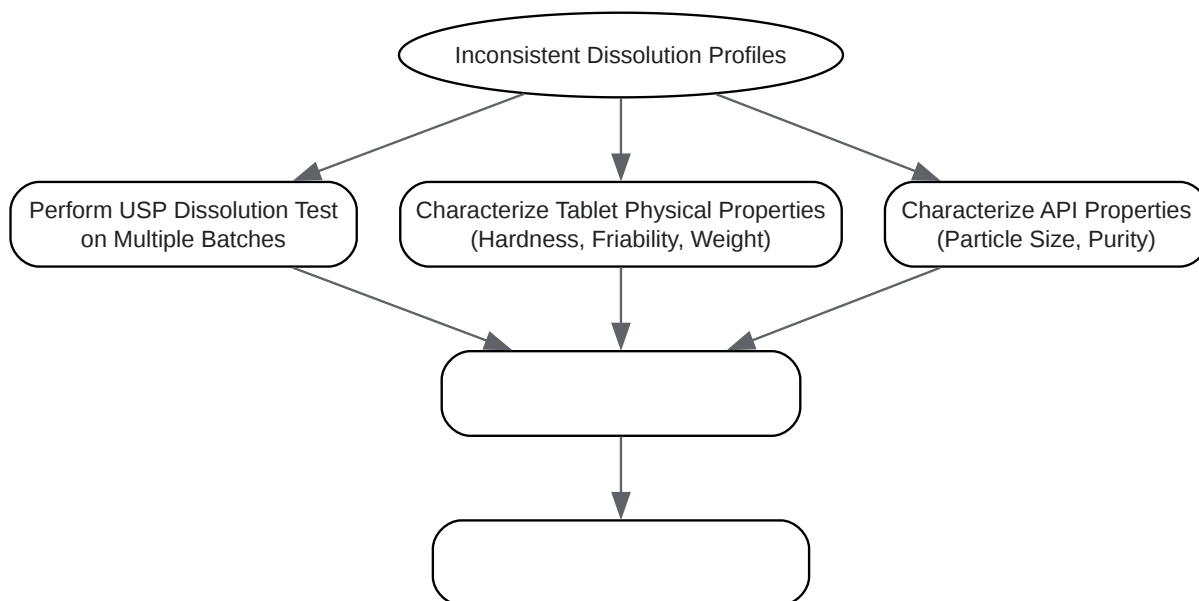 Inconsistent Dissolution Profiles
Perform USP Dissolution Test
on Multiple Batches
Characterize Tablet Physical Properties
(Hardness, Friability, Weight)
Characterize API Properties
(Particle Size, Purity)